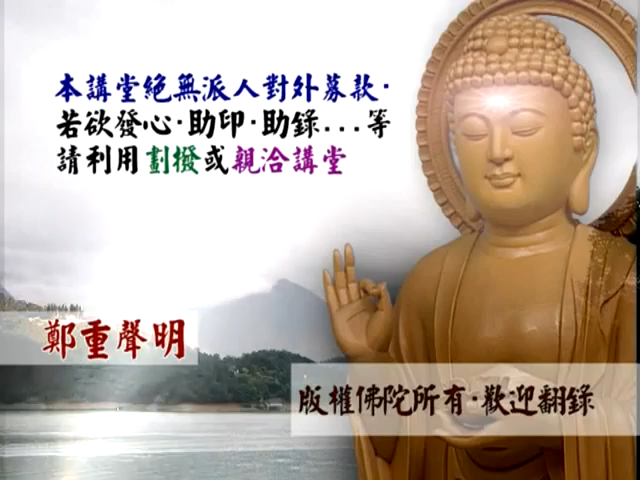 本講堂絕無派人對外募款·
若欲發心·助印·助錄...等
請利用劃撥或親洽講堂
鄭重聲明
版權佛陀所有·歡迎翻錄